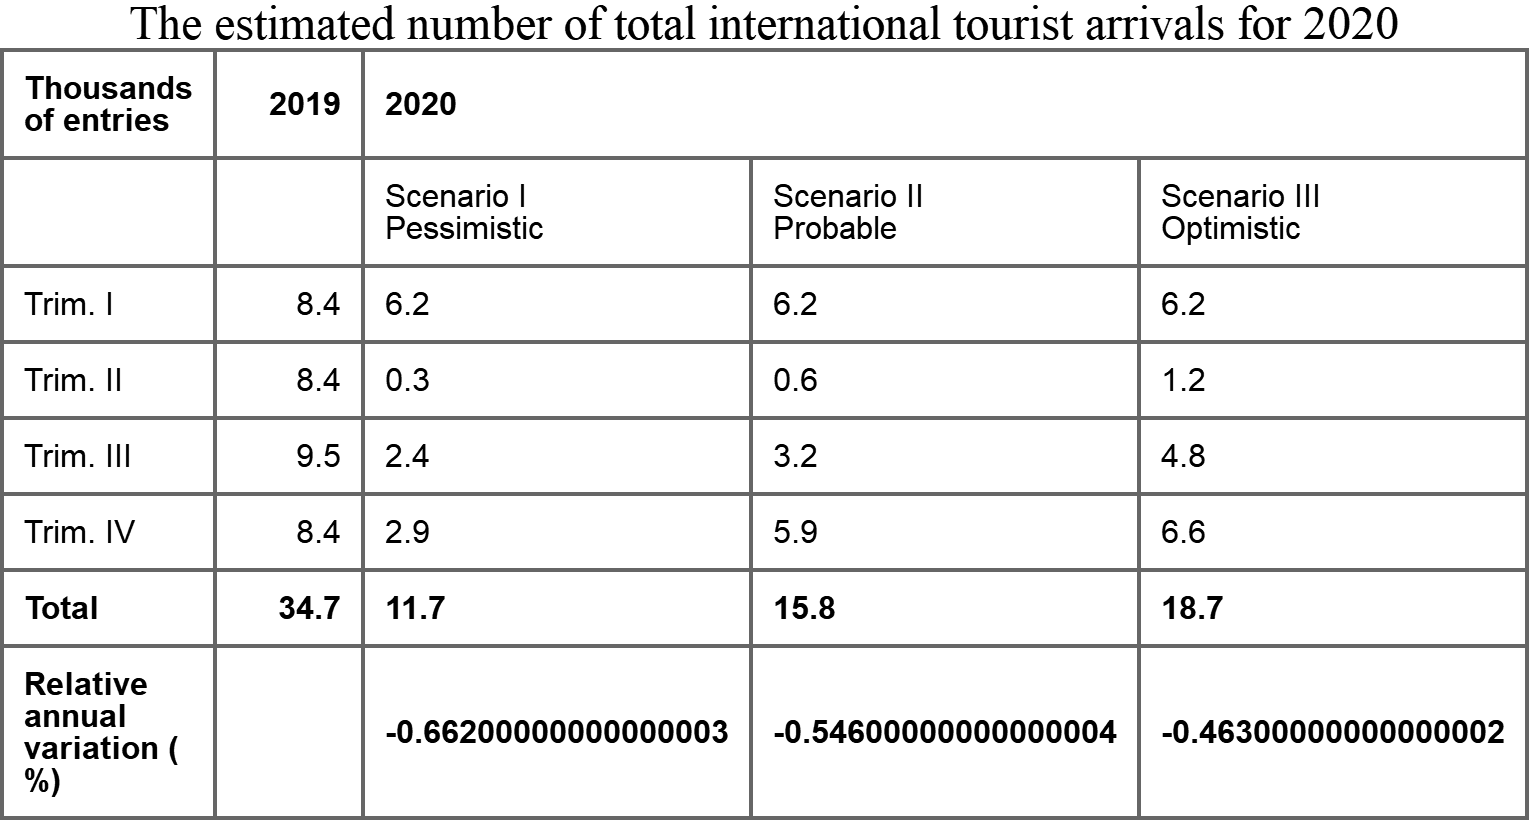 The estimated number of total international tourist arrivals for 2020
Thousands of entries 2019 2020
Scenario I Pessimistic Scenario II Probable Scenario III Optimistic
Trim. I 8.4 6.2 6.2 6.2
Trim. II 8.4 0.3 0.6 1.2
Trim. III 9.5 2.4 3.2 4.8
Trim. IV 8.4 2.9 5.9 6.6
Total 34.7 11.7 15.8 18.7
Relative annual variation ( %) -0.66200000000000003 -0.54600000000000004 -0.46300000000000002